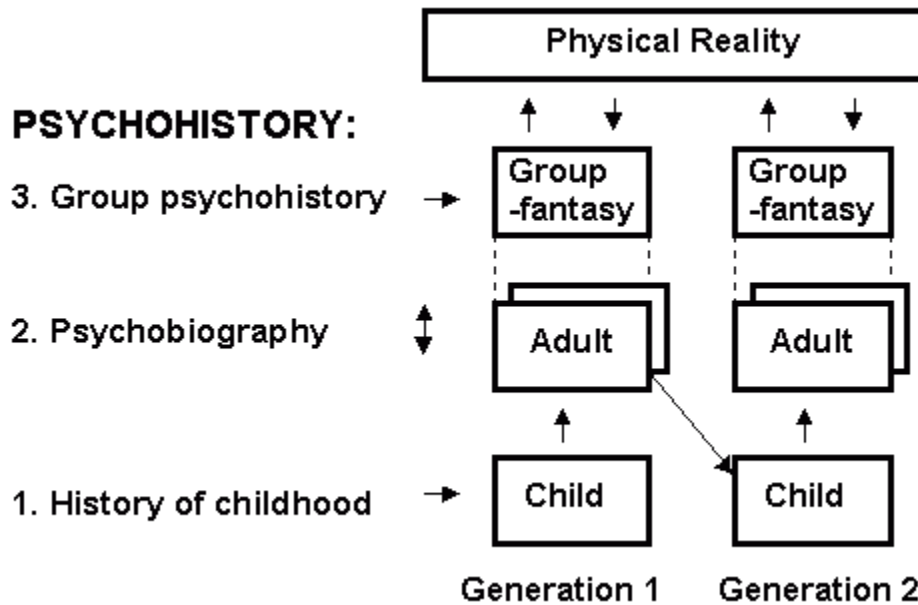 Physical Reality
PSYCHOHISTORY:
3. Group psychohistory
Group
-fantasy
Group
-fantasy
2. Psychobiography
Adult
Adult
1. History of childhood
Child
Child
Generation 1
Generation 2